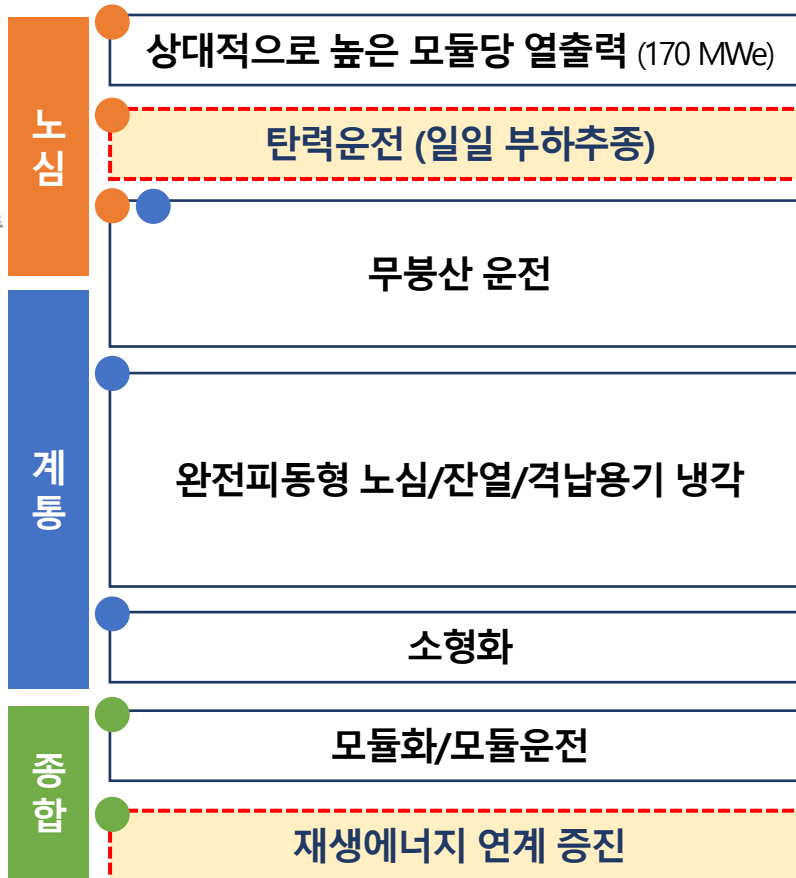 노심
상대적으로 높은 모듈당 열출력 (170 MWe)
탄력운전 (일일 부하추종)
무붕산 운전
계통
완전피동형 노심/잔열/격납용기 냉각
소형화
종합
모듈화/모듈운전
재생에너지 연계 증진